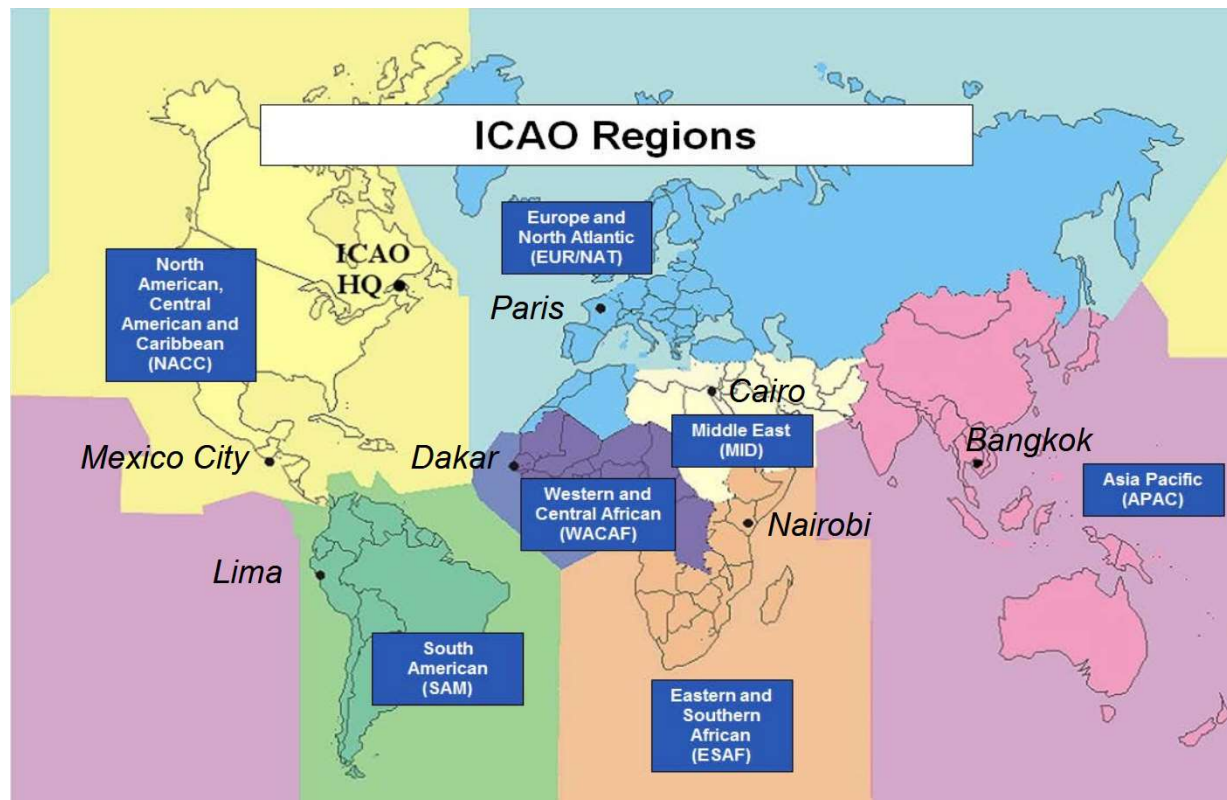 ICAO Regions
Europe and
North Atlantic
(EUR/NAT)
ICAO
HQ
North
American,
Central
American and
Caribbean
(NACC)
Paris
Cairo
Middle East
(MID)
Mexico City
Dakar
Bangkok
Western and
Central African
(WACAF)
Asia Pacific
(APAC)
Nairobi
Lima
South
American
(SAM)
Eastern and
Southern
African
(ESAF)